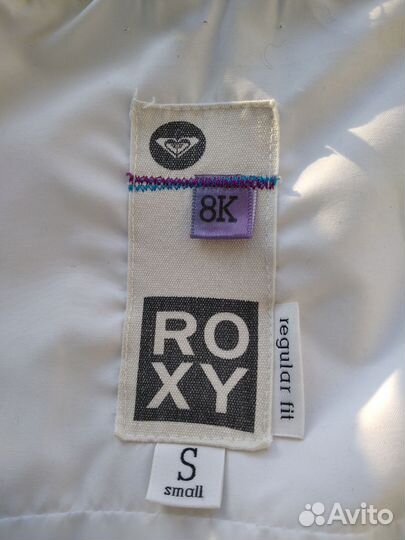 8K
RO
XY
regular fit
S
small
Avito